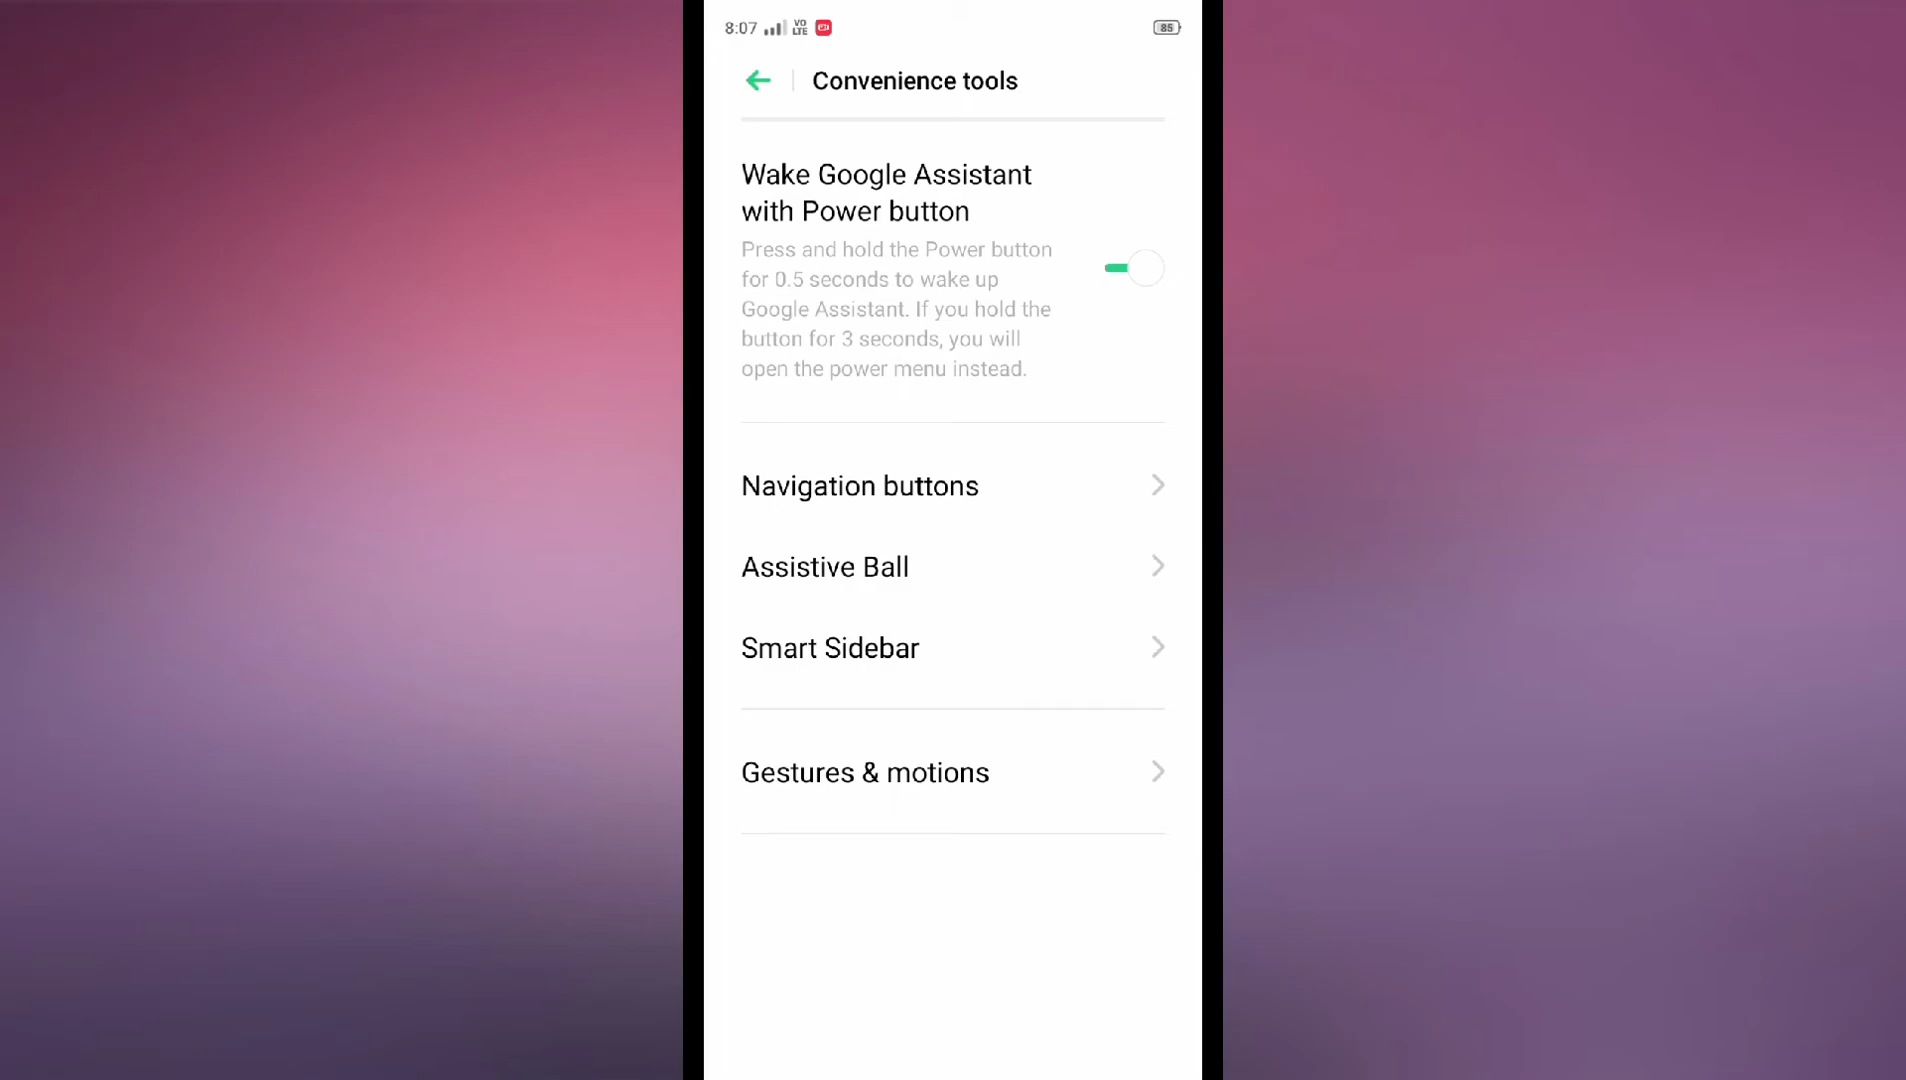 8:07 VO LTE 85
Convenience tools
Wake Google Assistant
with Power button
Press and hold the Power button
for 0.5 seconds to wake up
Google Assistant. If you hold the
button for 3 seconds, you will
open the power menu instead.
Navigation buttons
Assistive Ball
Smart Sidebar
Gestures & motions